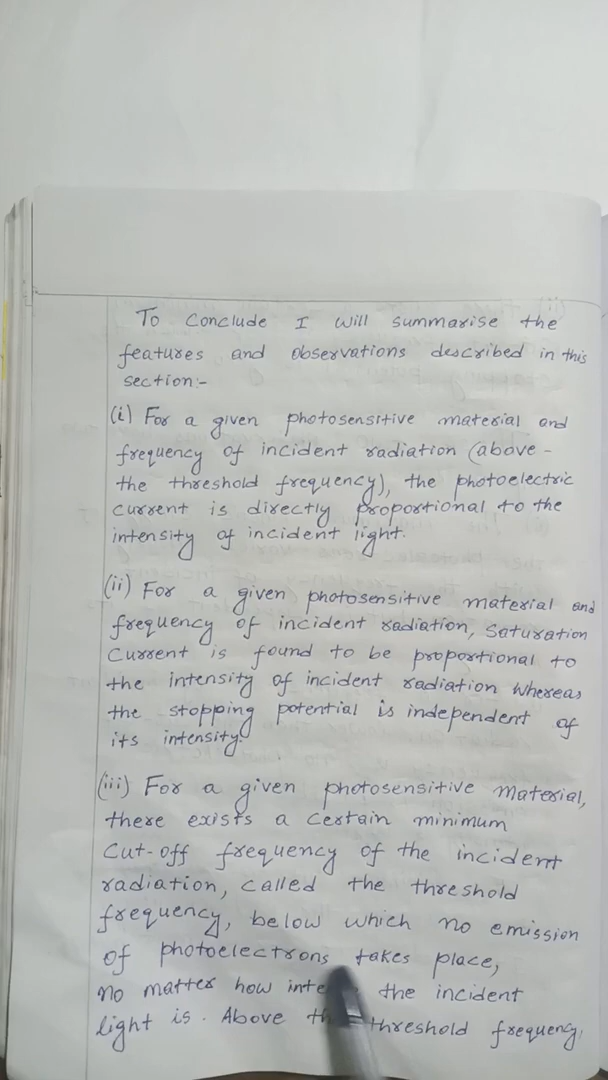 To conclude I will summarise the
features and observations described in this
section:-
(i) For a given photosensitive material and
frequency of incident radiation (above-
the threshold frequency), the photoelectric
current is directly proportional to the
intensity of incident light.
(ii) For a given photosensitive material and
frequency of incident radiation, saturation
current is found to be proportional to
the intensity of incident radiation whereas
the stopping potential is independent of
its intensity.
(iii) For a given photosensitive material,
there exists a certain minimum
cut-off frequency of the incident
radiation, called the threshold
frequency, below which no emission
of photoelectrons takes place,
no matter how the incident
light is. Above threshold frequency,